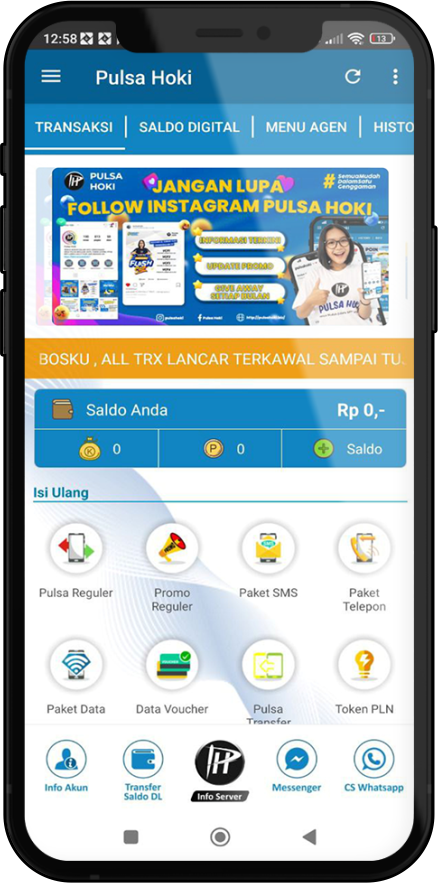 12:58
13
Pulsa Hoki
TRANSAKSI
SALDO DIGITAL
MENU AGEN
HISTO
PULSA
HOKI
JANGAN LUPA
FOLLOW INSTAGRAM PULSA HOKI
#SemuaMudah
DalamSatu
Genggaman
INFORMASI TERKINI
UPDATE PROMO
GIVE AWAY
SETIAP BULAN
FLASH
PULSA HOKI
BOSKU , ALL TRX LANCAR TERKAWAL SAMPAI TU..
Saldo Anda
Rp 0,-
K
0
P
0
Saldo
Isi Ulang
Pulsa Reguler
Promo
Reguler
Paket SMS
Paket
Telepon
Paket Data
Data Voucher
Pulsa
Transfer
Token PLN
Info Akun
Transfer
Saldo DL
Info Server
Messenger
CS Whatsapp